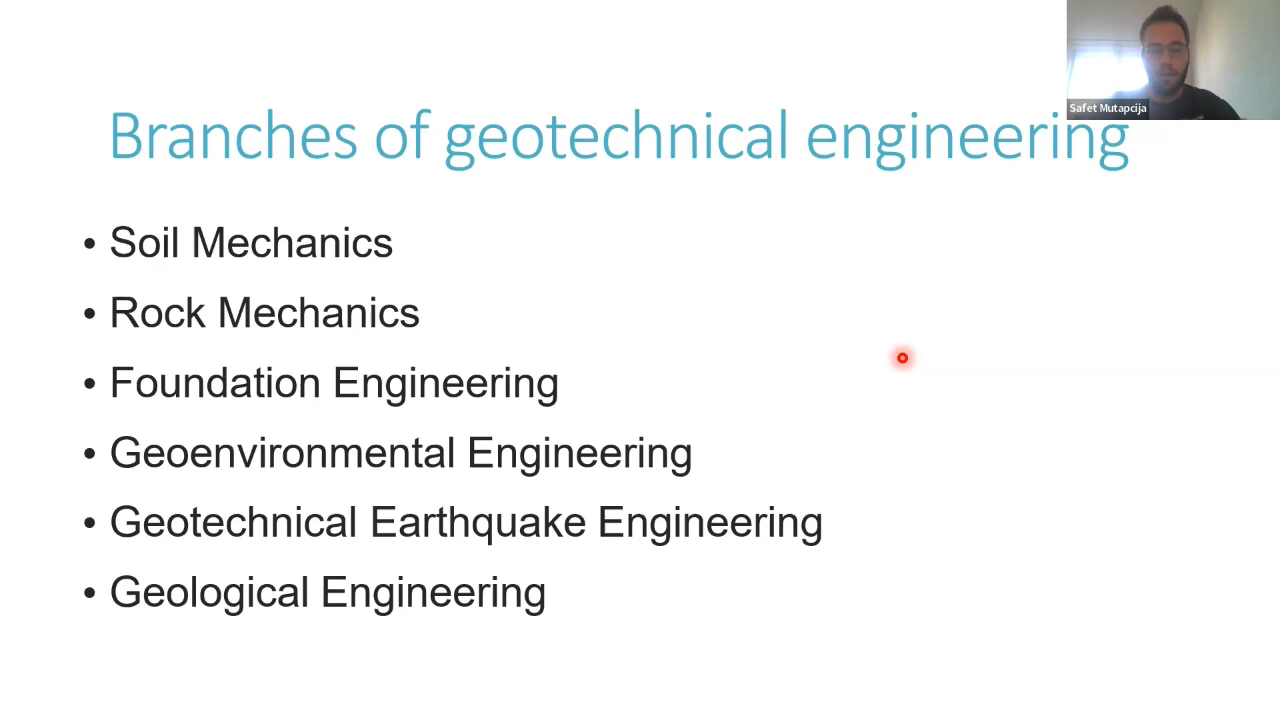 Safet Mutapcija
Branches of geotechnical engineering
• Soil Mechanics
• Rock Mechanics
• Foundation Engineering
• Geoenvironmental Engineering
• Geotechnical Earthquake Engineering
• Geological Engineering